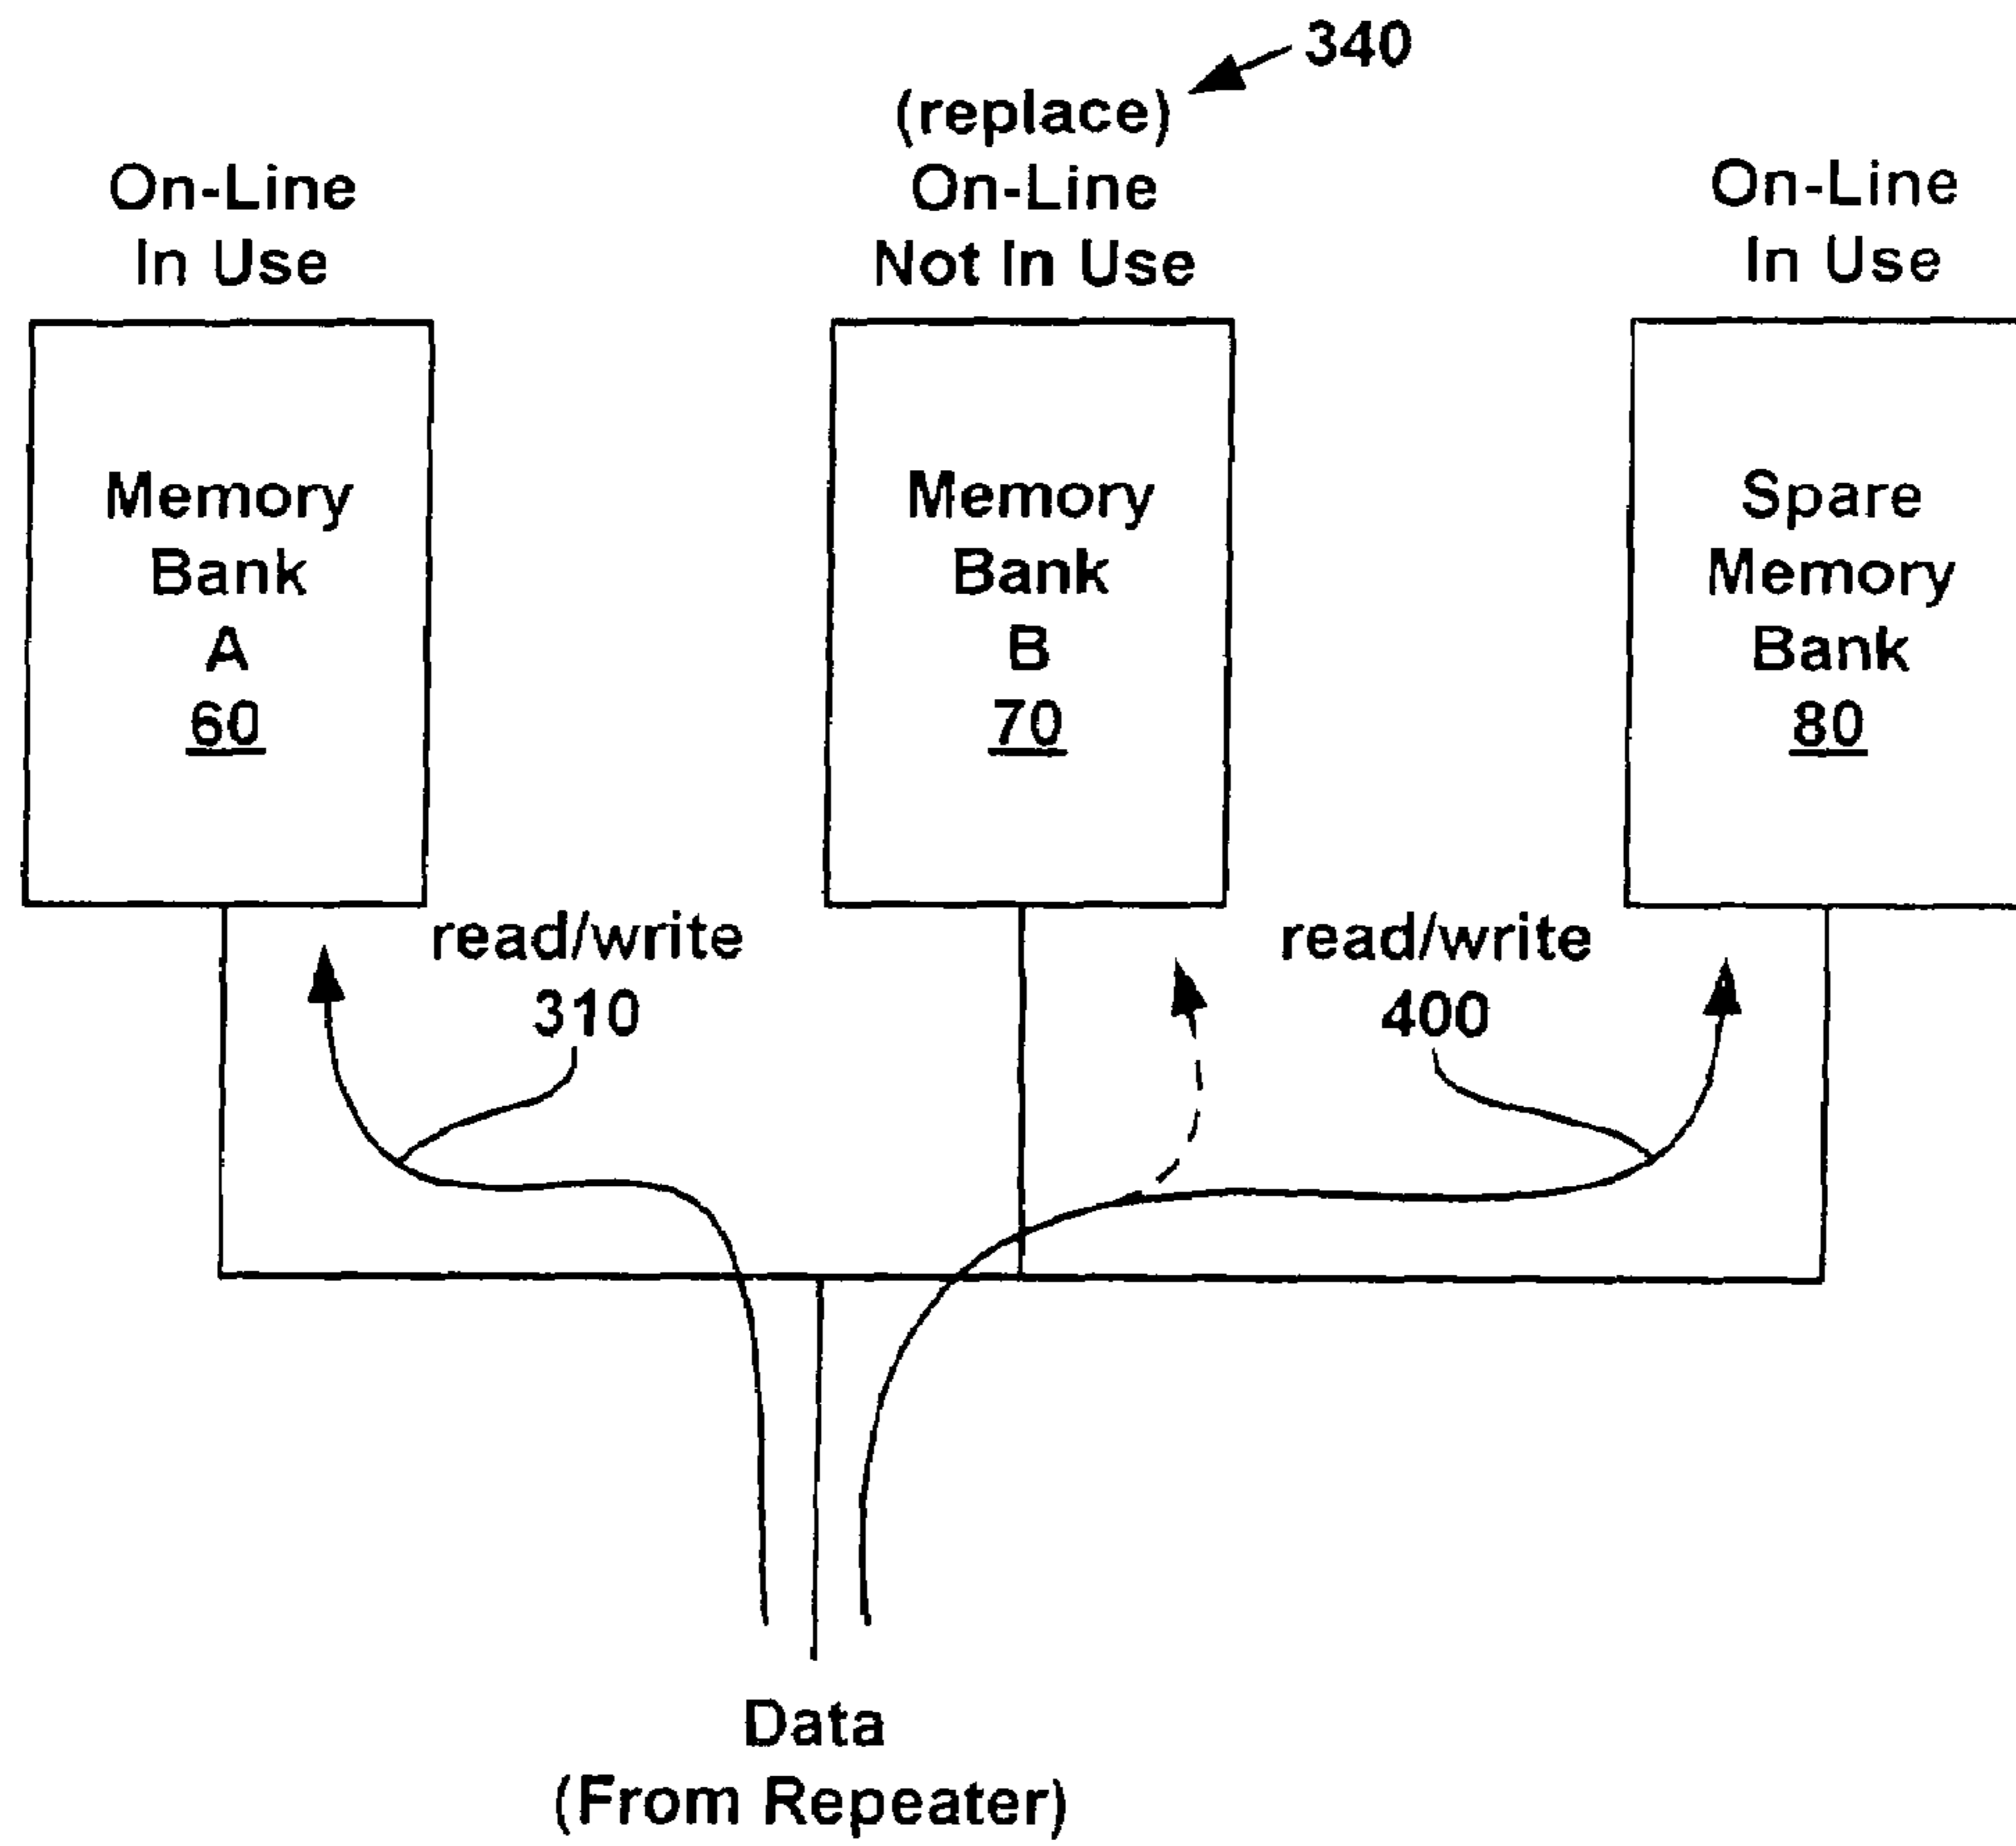 340
(replace)
On-Line
In Use
On-Line
Not In Use
On-Line
In Use
Memory
Bank
A
60
Memory
Bank
B
70
Spare
Memory
Bank
80
read/write
310
read/write
400
Data
(From Repeater)